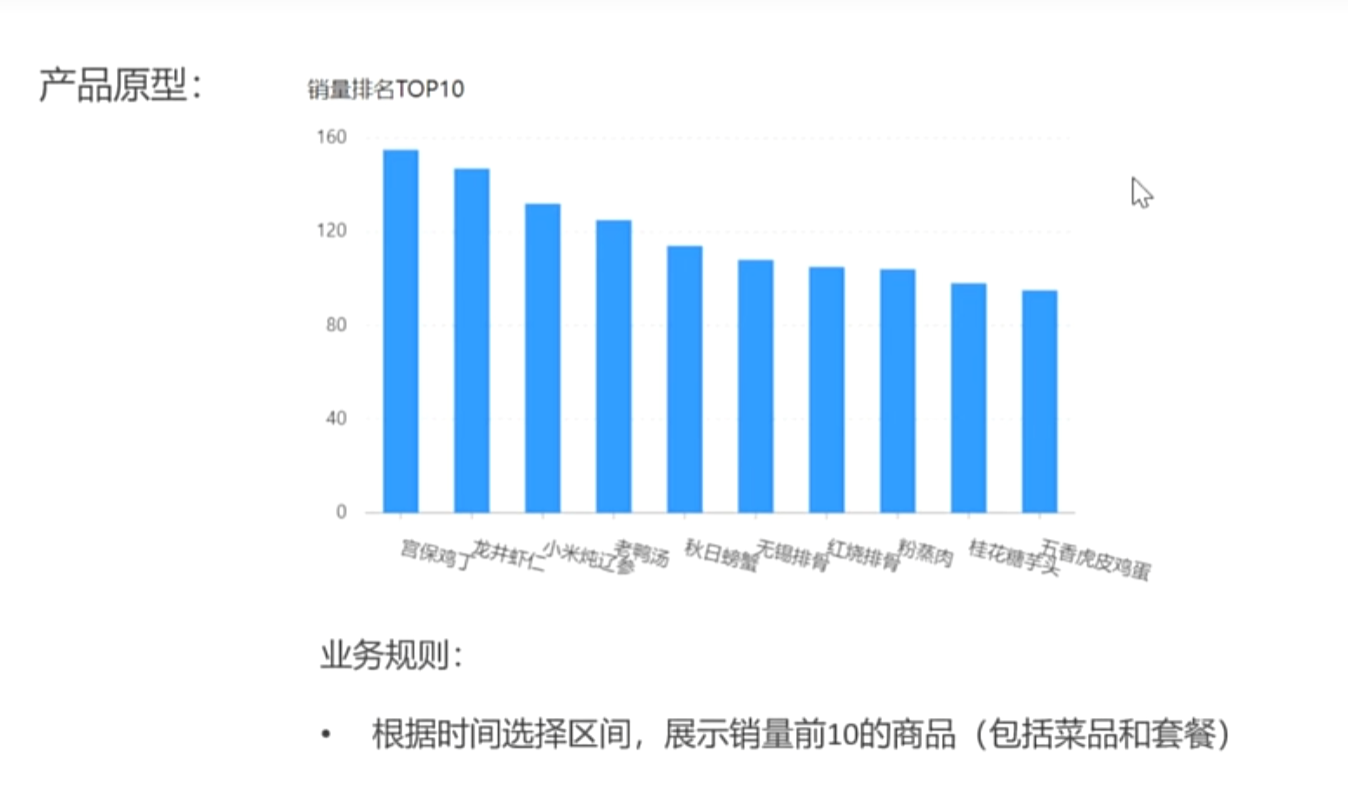 产品原型：
销量排名TOP10
160
120
80
40
0
宫保鸡丁
龙井虾仁
小米炖辽参
老鸭汤
秋日螃蟹
无锡排骨
红烧排骨
粉蒸肉
桂花糖芋头
五香虎皮鸡蛋
业务规则：
• 根据时间选择区间，展示销量前10的商品（包括菜品和套餐）